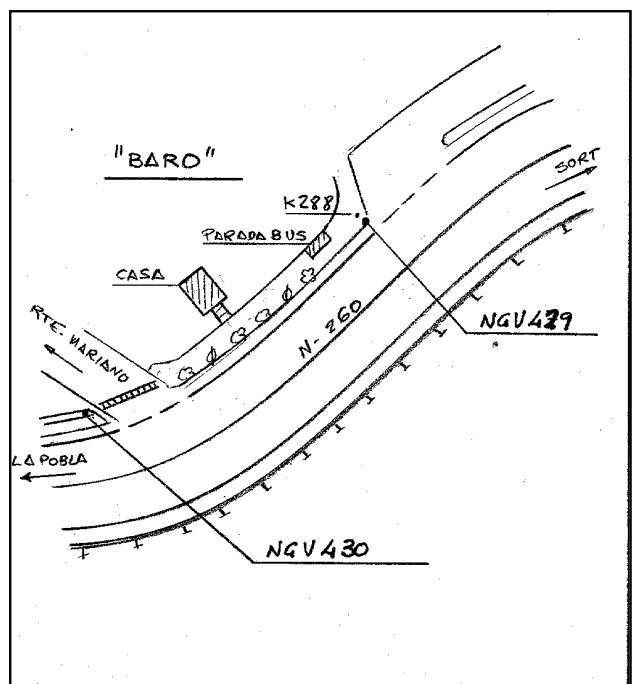 "BARO"
SORT
K288
PARADA BUS
CASA
NGV429
RTE. MARIANO
N-260
LA POBLA
NGV430